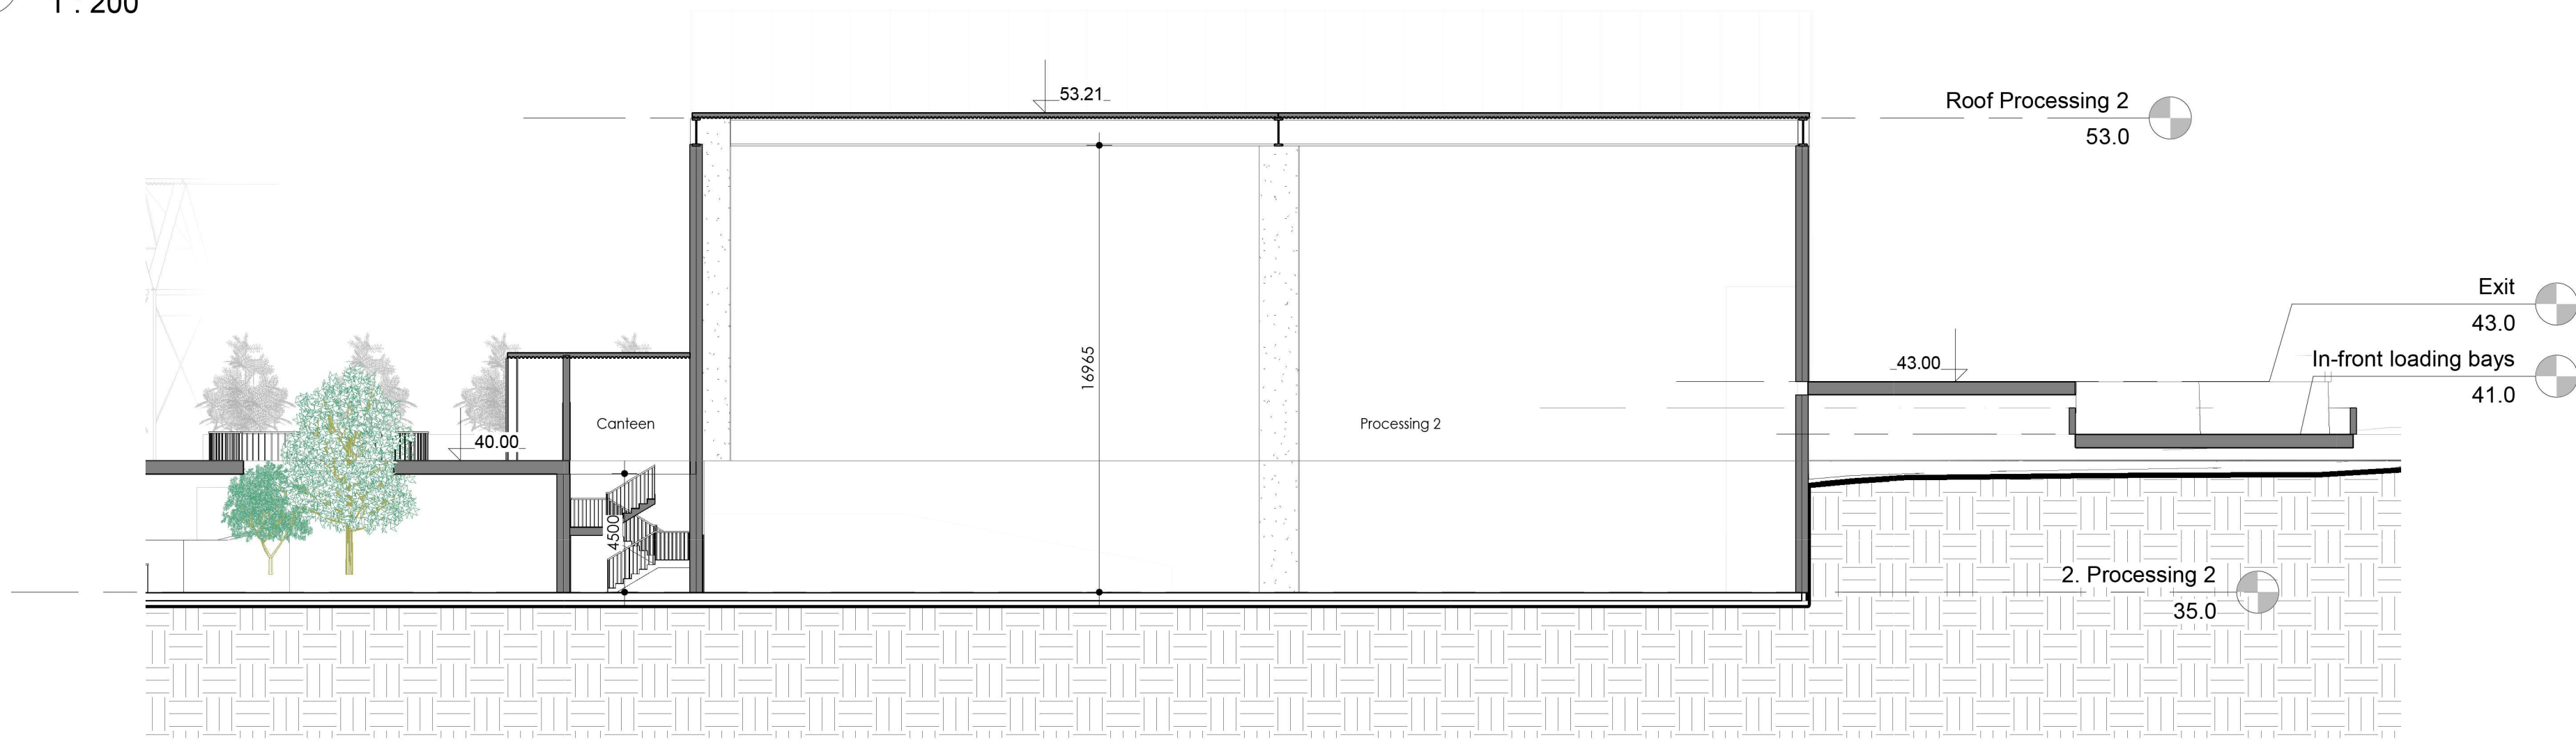 1 : 200
53.21
Roof Processing 2
53.0
Exit
43.0
In-front loading bays
41.0
43.00
16965
Canteen
Processing 2
40.00
4500
2. Processing 2
35.0